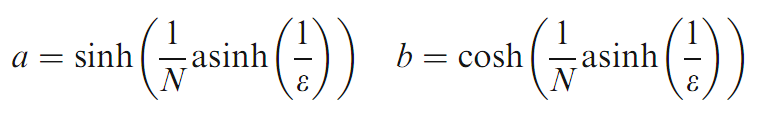 a = sinh(1/N asinh(1/ε)) b = cosh(1/N asinh(1/ε))